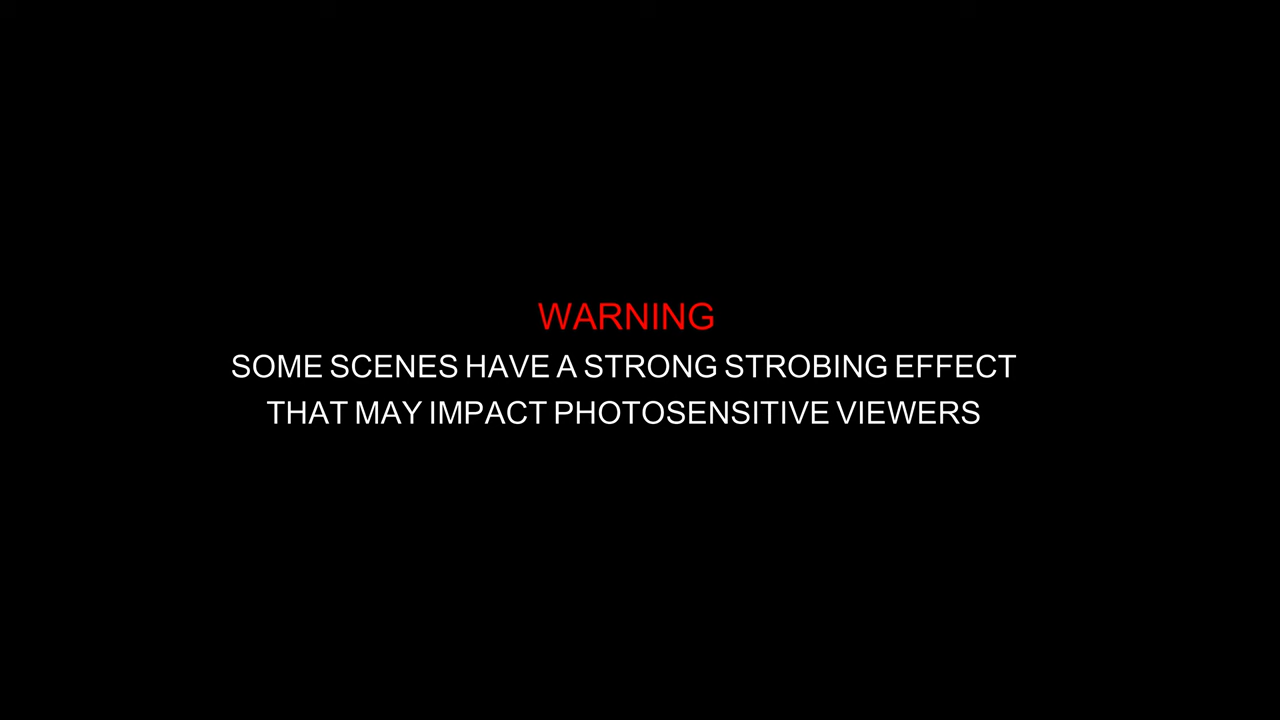 WARNING
SOME SCENES HAVE A STRONG STROBING EFFECT
THAT MAY IMPACT PHOTOSENSITIVE VIEWERS